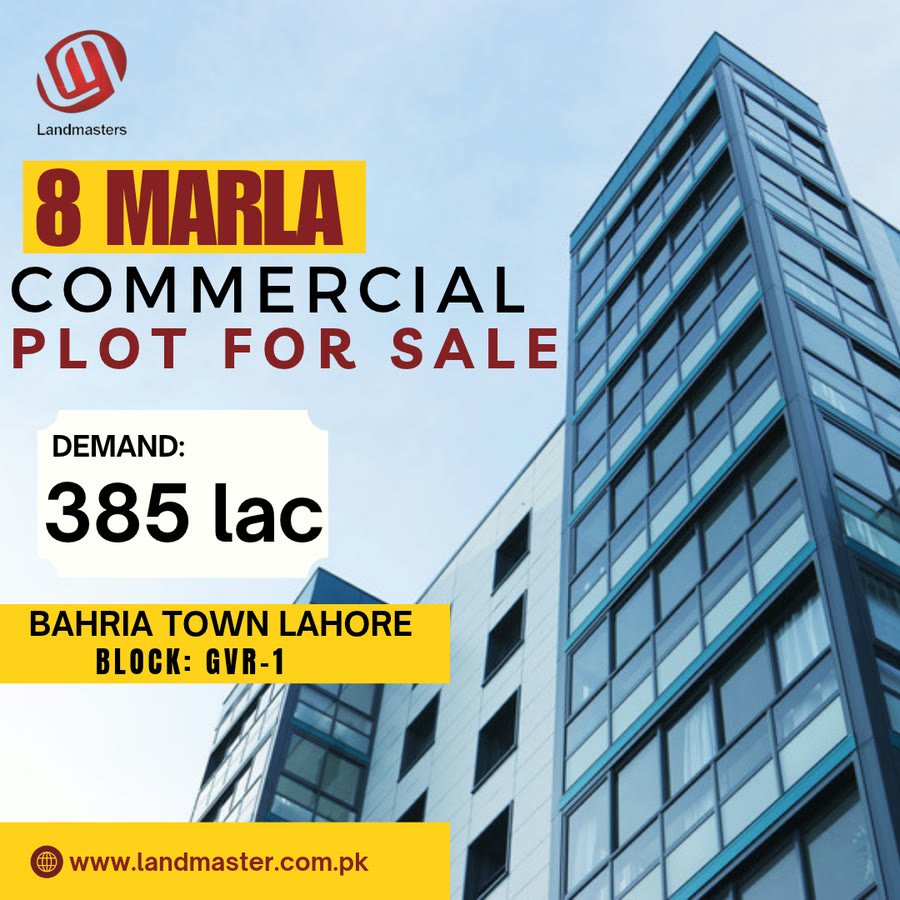 Landmasters
8 MARLA
COMMERCIAL
PLOT FOR SALE
DEMAND:
385 lac
BAHRIA TOWN LAHORE
BLOCK: GVR-1
www.landmaster.com.pk